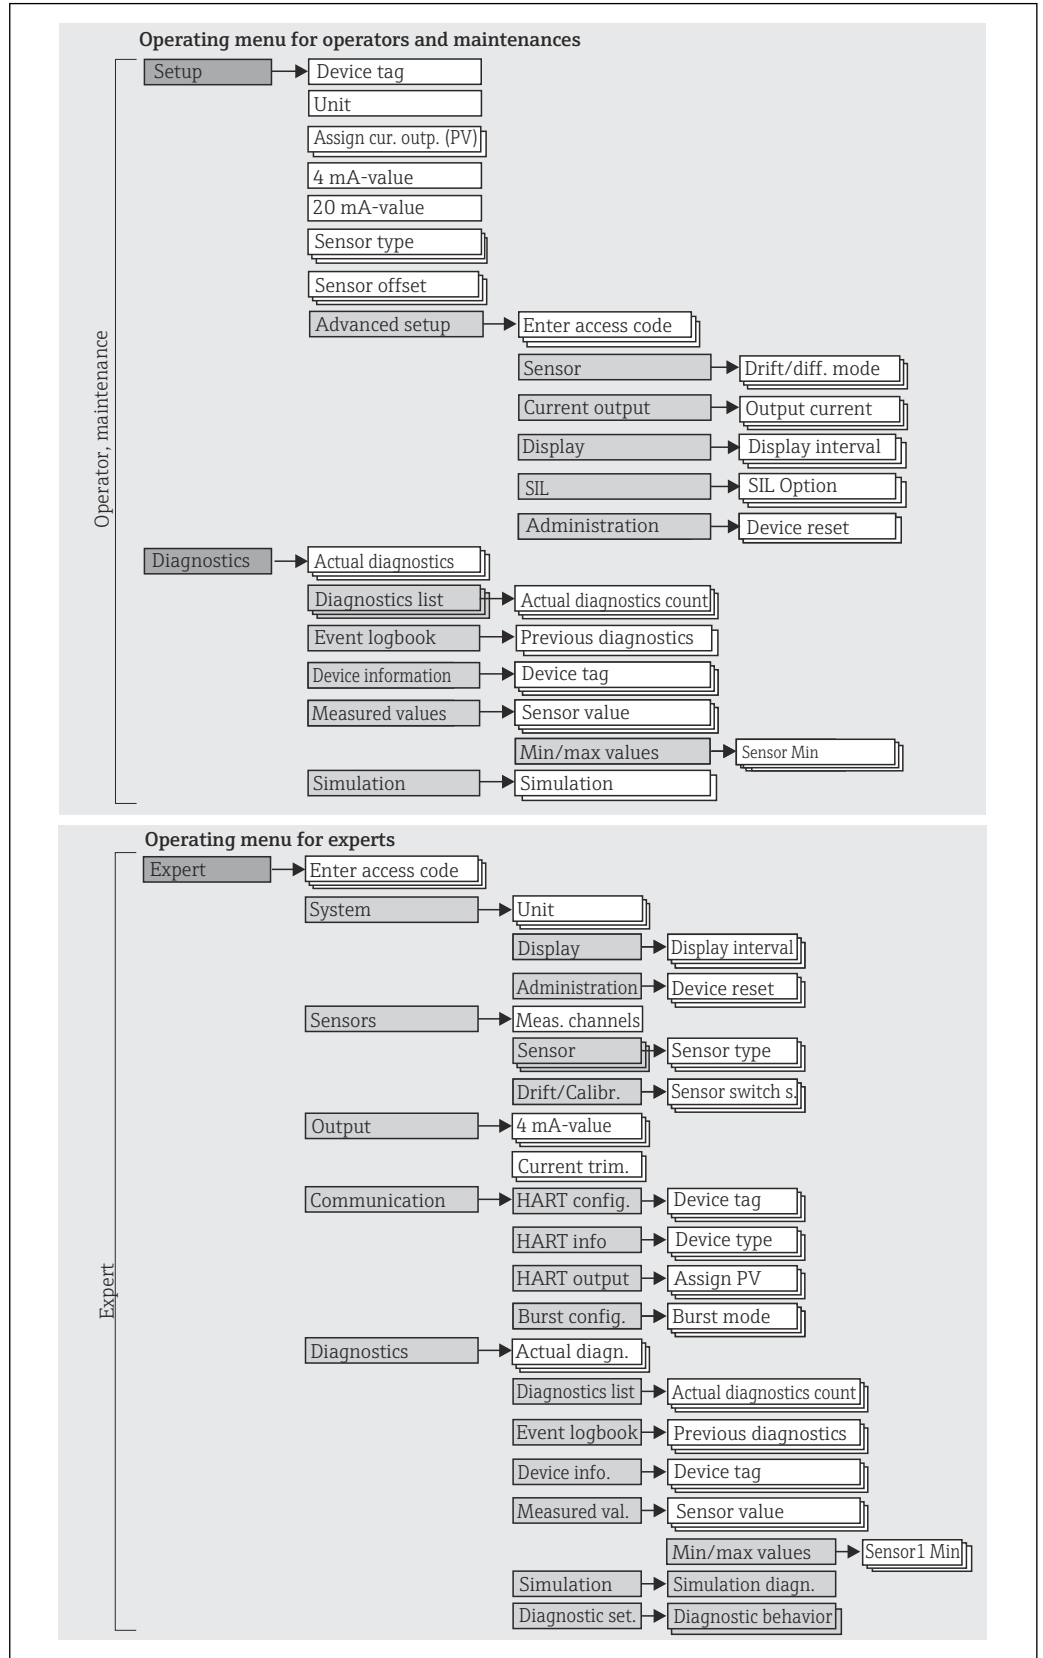 Operating menu for operators and maintenances
Setup
Device tag
Unit
Assign cur. outp. (PV)
4 mA-value
20 mA-value
Sensor type
Sensor offset
Advanced setup
Enter access code
Sensor
Drift/diff. mode
Current output
Output current
Display
Display interval
SIL
SIL Option
Administration
Device reset
Operator, maintenance
Diagnostics
Actual diagnostics
Diagnostics list
Actual diagnostics count
Event logbook
Previous diagnostics
Device information
Device tag
Measured values
Sensor value
Min/max values
Sensor Min
Simulation
Simulation
Operating menu for experts
Expert
Enter access code
System
Unit
Display
Display interval
Administration
Device reset
Sensors
Meas. channels
Sensor
Sensor type
Drift/Calibr.
Sensor switch s.
Output
4 mA-value
Current trim.
Communication
HART config.
Device tag
HART info
Device type
HART output
Assign PV
Burst config.
Burst mode
Expert
Diagnostics
Actual diagn.
Diagnostics list
Actual diagnostics count
Event logbook
Previous diagnostics
Device info.
Device tag
Measured val.
Sensor value
Min/max values
Sensor1 Min
Simulation
Simulation diagn.
Diagnostic set.
Diagnostic behavior